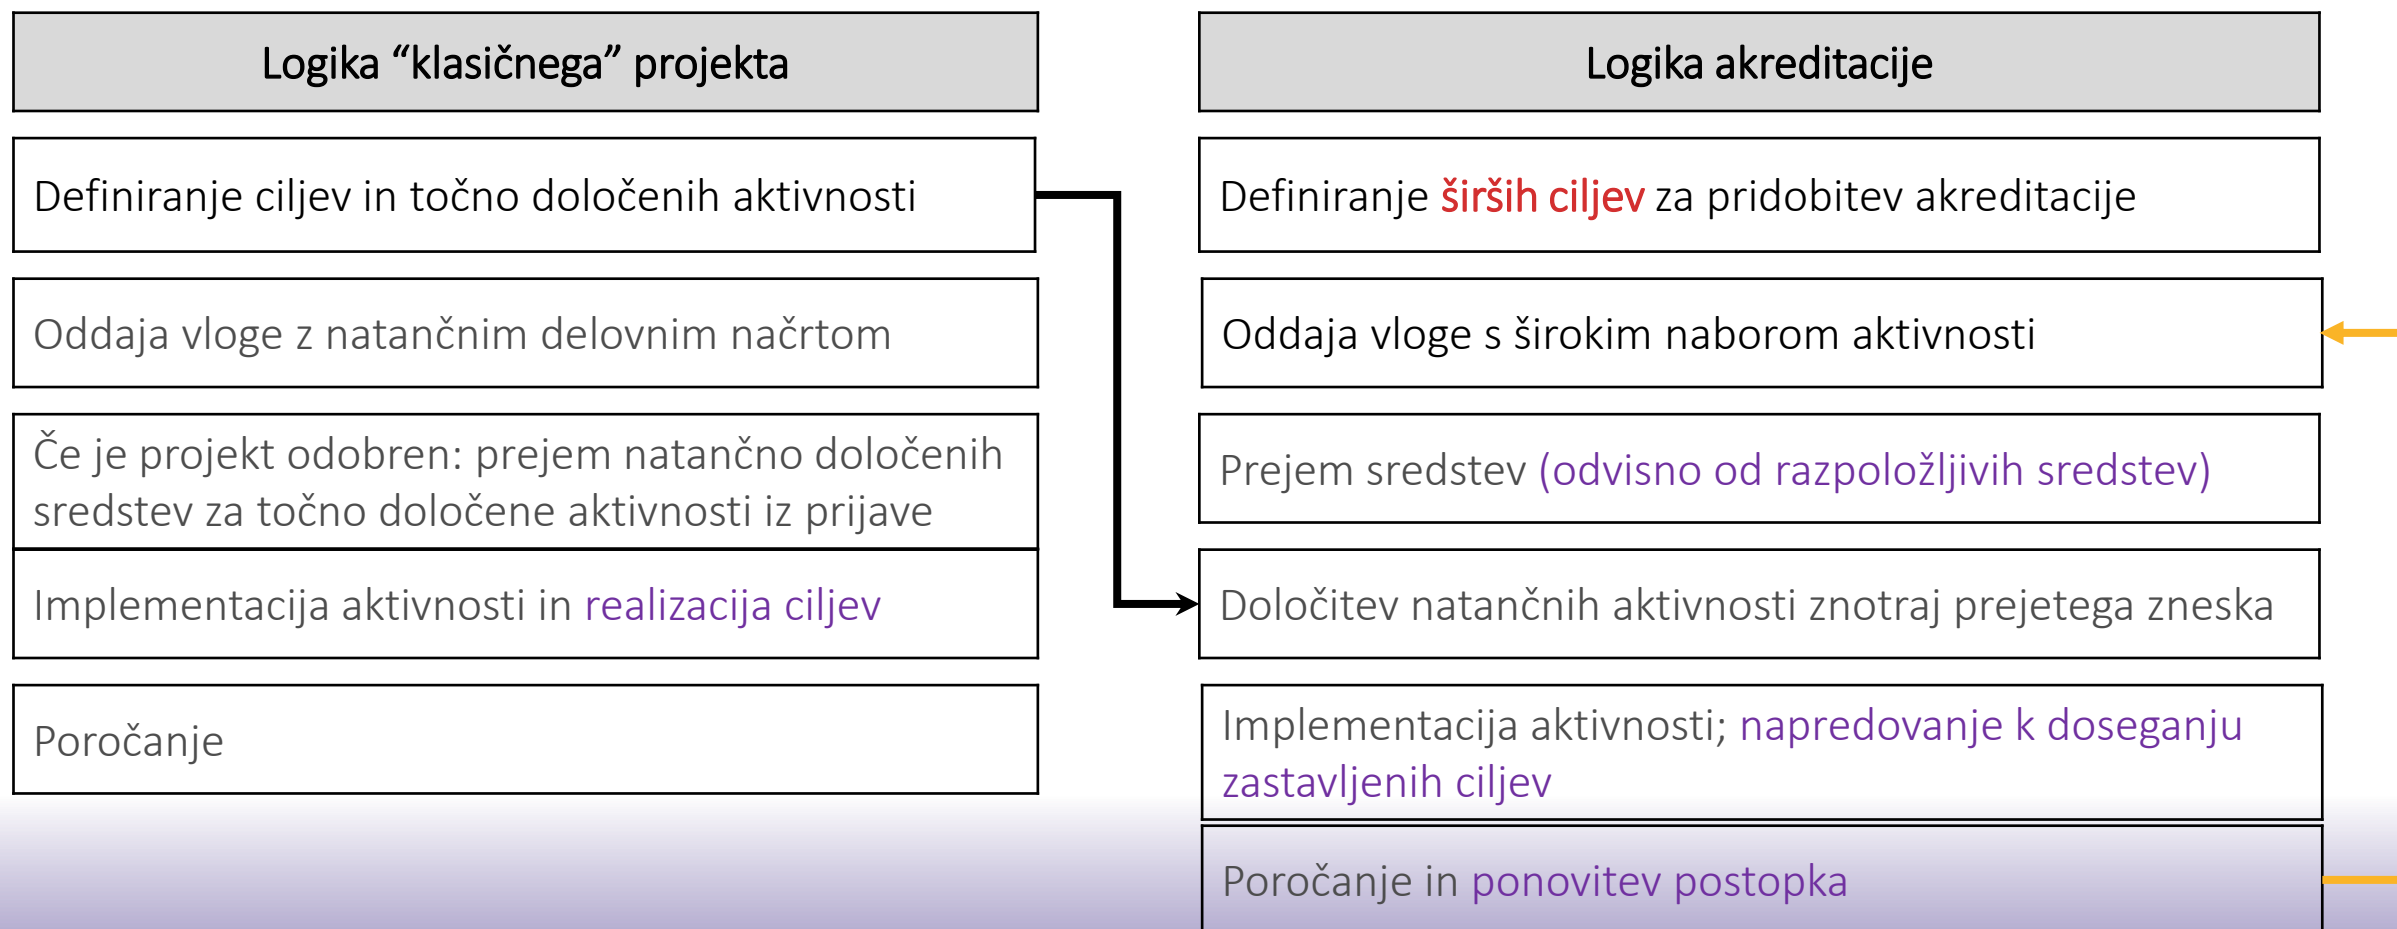 Logika “klasičnega” projekta
Definiranje ciljev in točno določenih aktivnosti
Oddaja vloge z natančnim delovnim načrtom
Če je projekt odobren: prejem natančno določenih
sredstev za točno določene aktivnosti iz prijave
Implementacija aktivnosti in realizacija ciljev
Poročanje
Logika akreditacije
Definiranje širših ciljev za pridobitev akreditacije
Oddaja vloge s širokim naborom aktivnosti
Prejem sredstev (odvisno od razpoložljivih sredstev)
Določitev natančnih aktivnosti znotraj prejetega zneska
Implementacija aktivnosti; napredovanje k doseganju
zastavljenih ciljev
Poročanje in ponovitev postopka